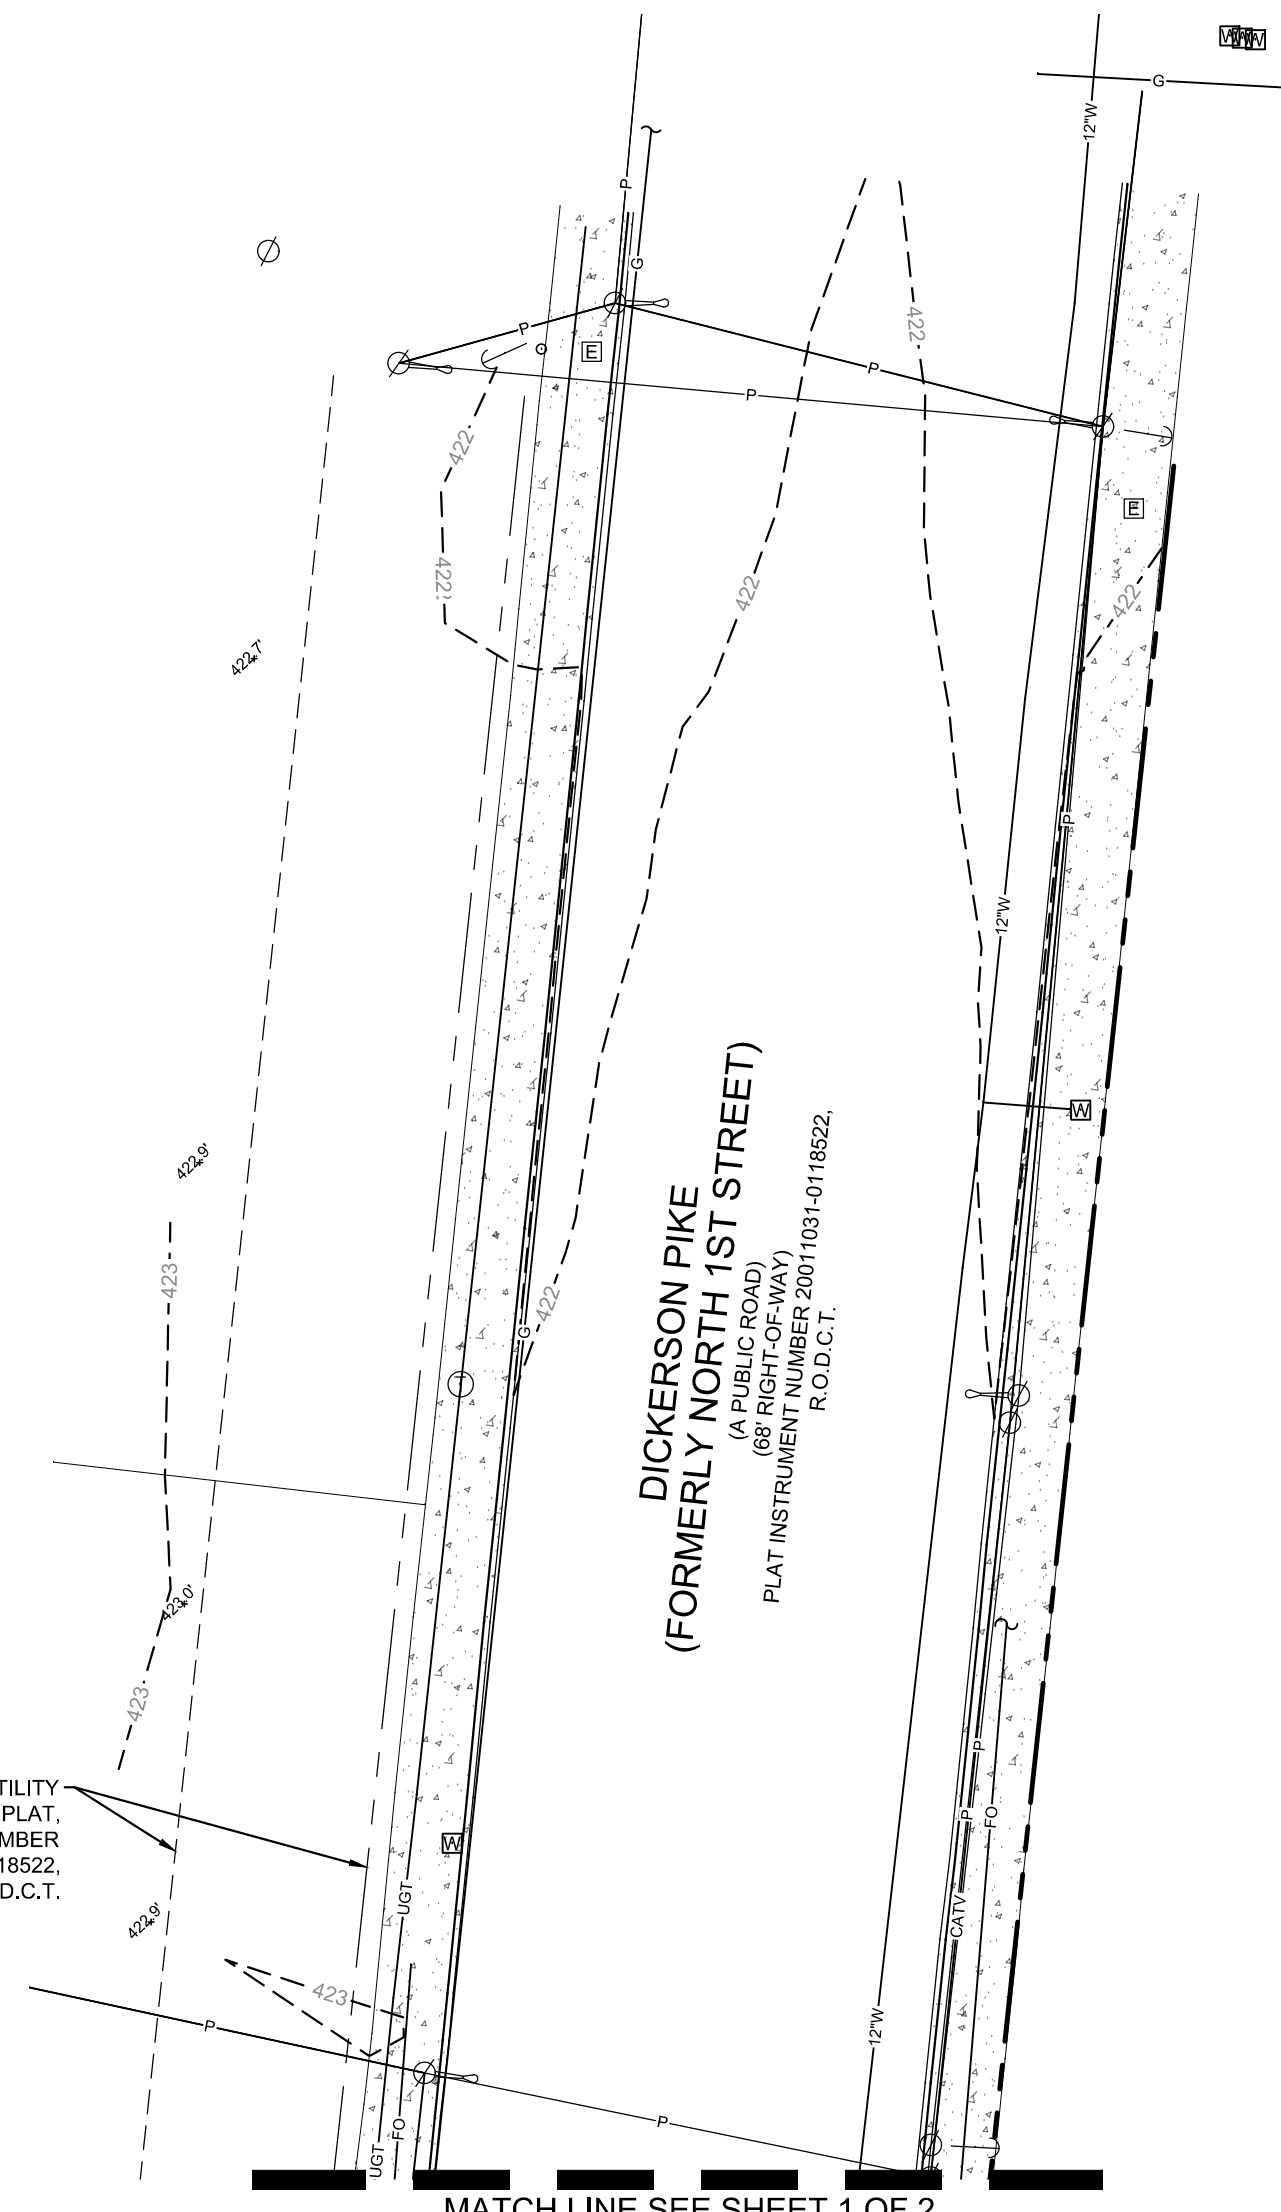 G
12"W
P
G
P
E
P
P
422
422
E
422
422
422
422.7'
P
12"W
W
422.9'
423
422
G
DICKERSON PIKE
(FORMERLY NORTH 1ST STREET)
(A PUBLIC ROAD)
(68' RIGHT-OF-WAY)
PLAT INSTRUMENT NUMBER 20011031-0118522,
R.O.D.C.T.
423.0'
423
P
TILITY
PLAT,
MBER
18522,
D.C.T.
P
FO
W
UGT
CATV
422.9'
423
P
12"W
P
FO
UGT
MATCH LINE SEE SHEET 1 OF 2